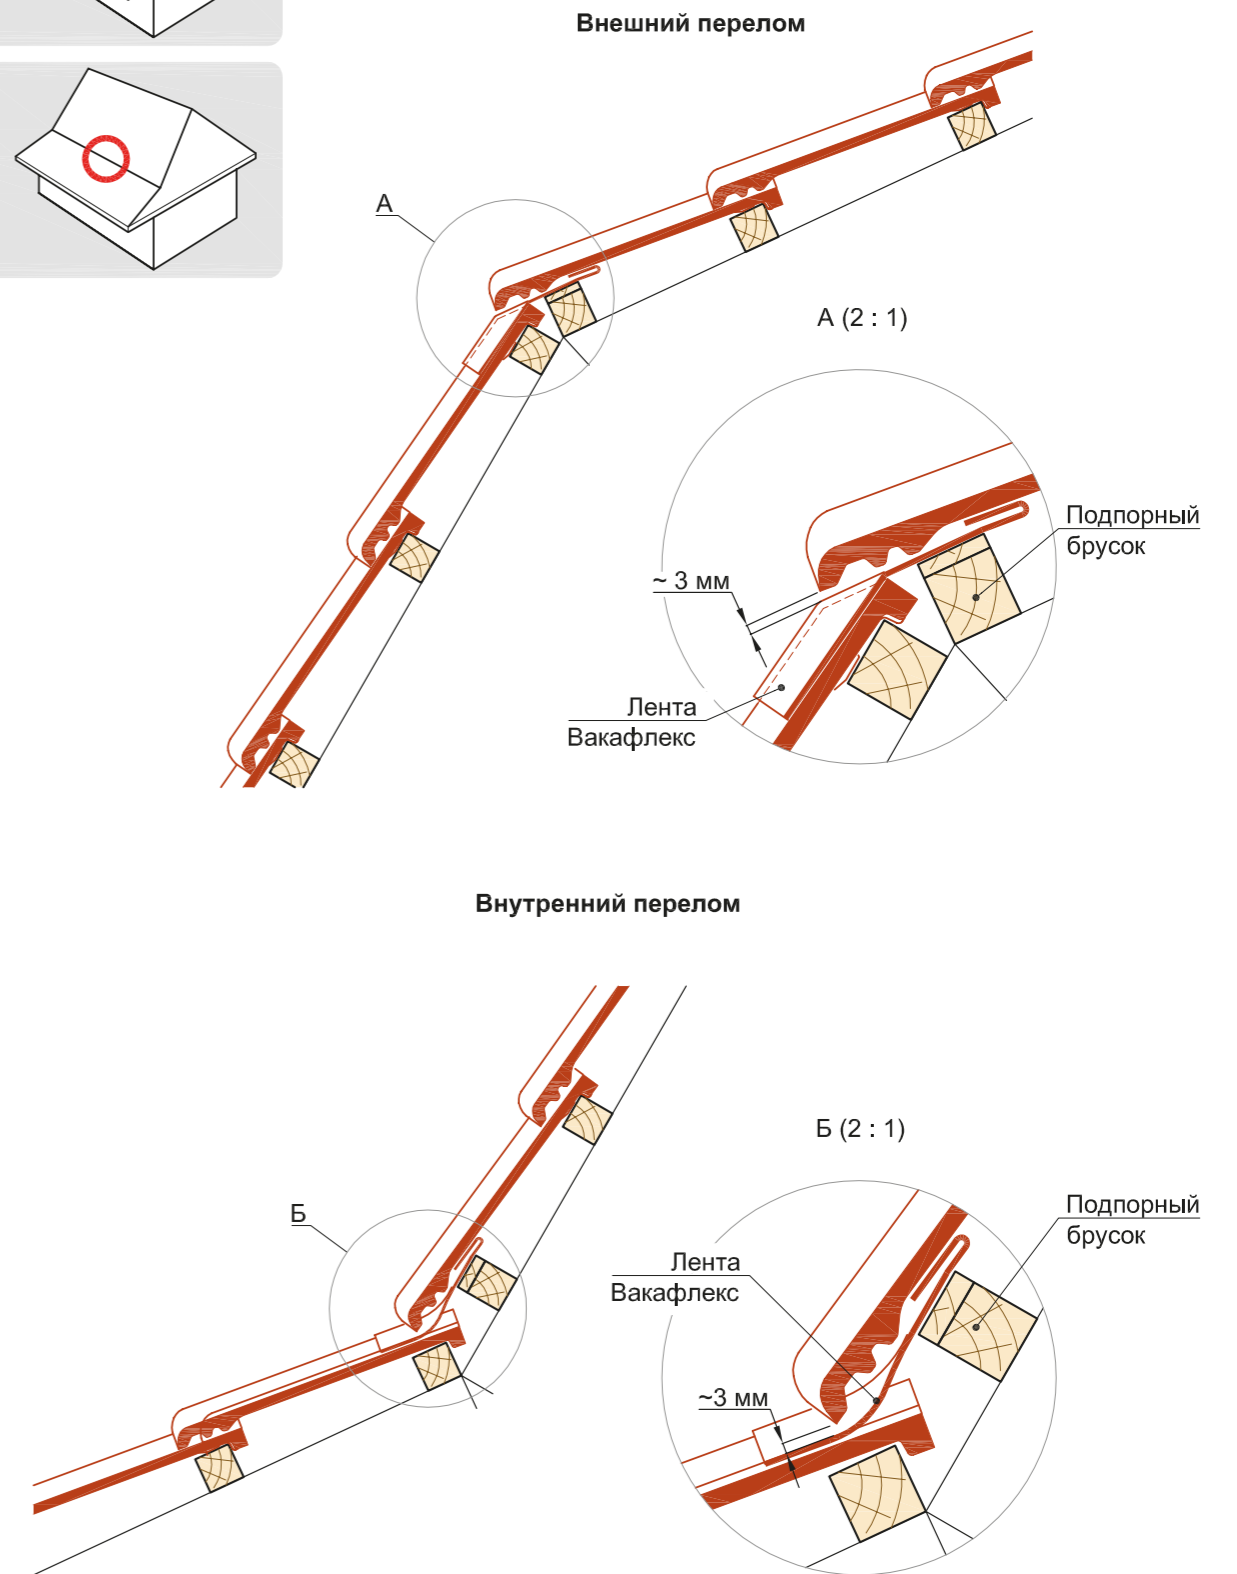 Внешний перелом
А
А (2 : 1)
Подпорный
брусок
~ 3 мм
Лента
Вакафлекс
Внутренний перелом
Б (2 : 1)
Б
Подпорный
брусок
Лента
Вакафлекс
~3 мм